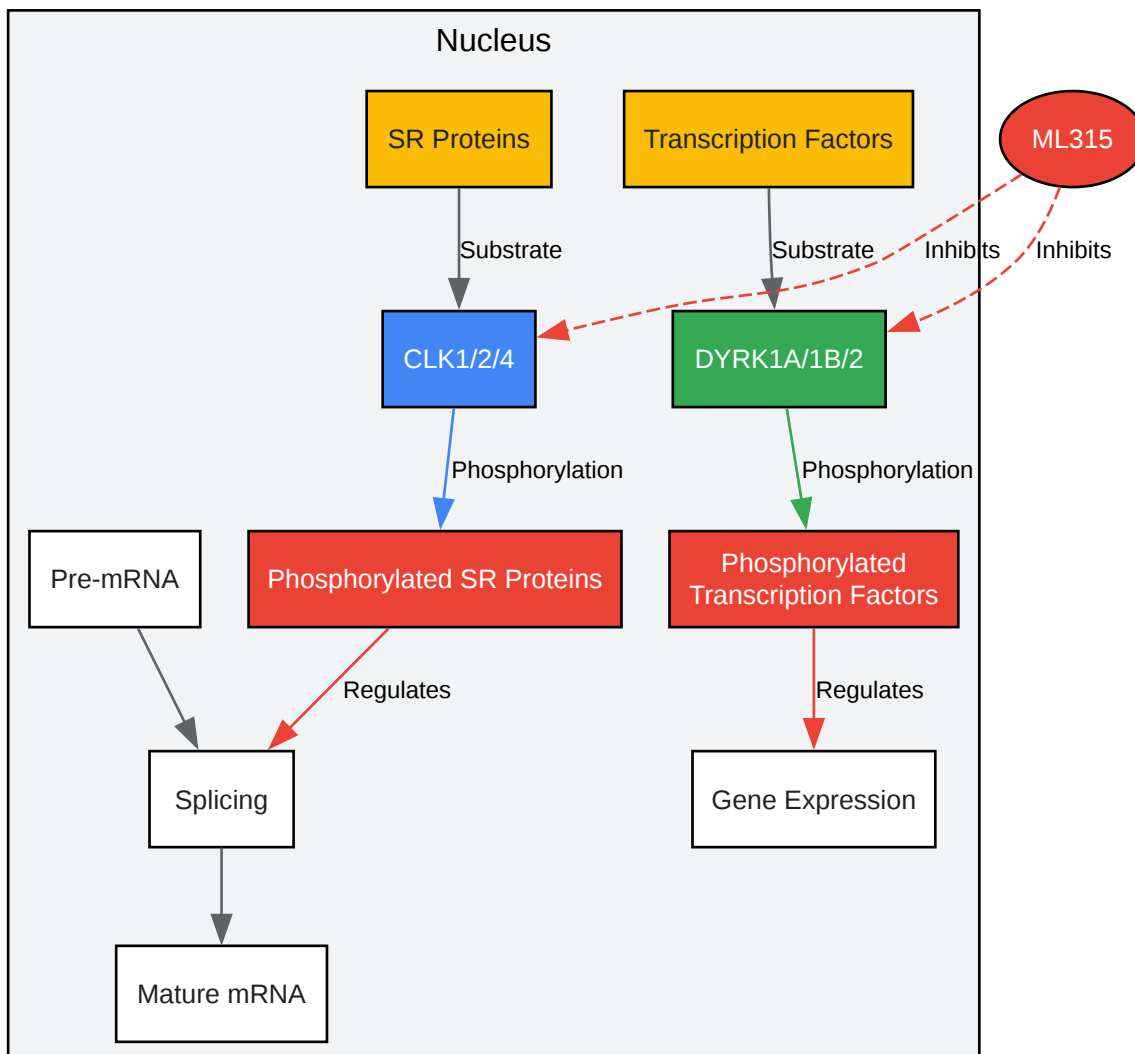 Nucleus
SR Proteins
Transcription Factors
ML315
Substrate
Substrate
Inhibits
Inhibits
CLK1/2/4
DYRK1A/1B/2
Phosphorylation
Phosphorylation
Pre-mRNA
Phosphorylated SR Proteins
Phosphorylated
Transcription Factors
Regulates
Regulates
Splicing
Gene Expression
Mature mRNA